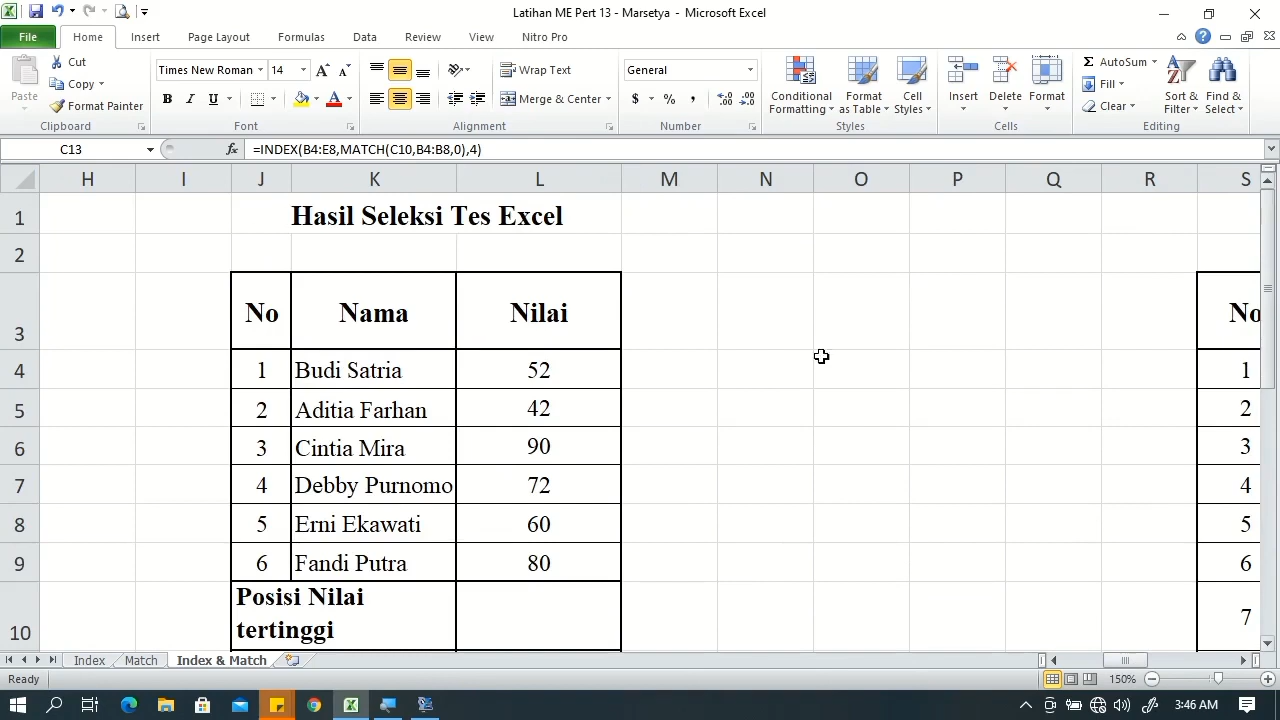 Latihan ME Pert 13 - Marsetya - Microsoft Excel
File Home Insert Page Layout Formulas Data Review View Nitro Pro
Paste Cut Copy Format Painter
Times New Roman 14
B I U
Wrap Text
Merge & Center
General
$ % ,
Conditional Formatting Format as Table Cell Styles
Insert Delete Format
Σ AutoSum Fill Clear
Sort & Filter Find & Select
Clipboard Font Alignment Number Styles Cells Editing
C13 fx =INDEX(B4:E8,MATCH(C10,B4:B8,0),4)
H I J K L M N O P Q R S
1 Hasil Seleksi Tes Excel
2
3 No Nama Nilai No
4 1 Budi Satria 52 1
5 2 Aditia Farhan 42 2
6 3 Cintia Mira 90 3
7 4 Debby Purnomo 72 4
8 5 Erni Ekawati 60 5
9 6 Fandi Putra 80 6
10 Posisi Nilai tertinggi 7
Index Match Index & Match
Ready 150%
3:46 AM